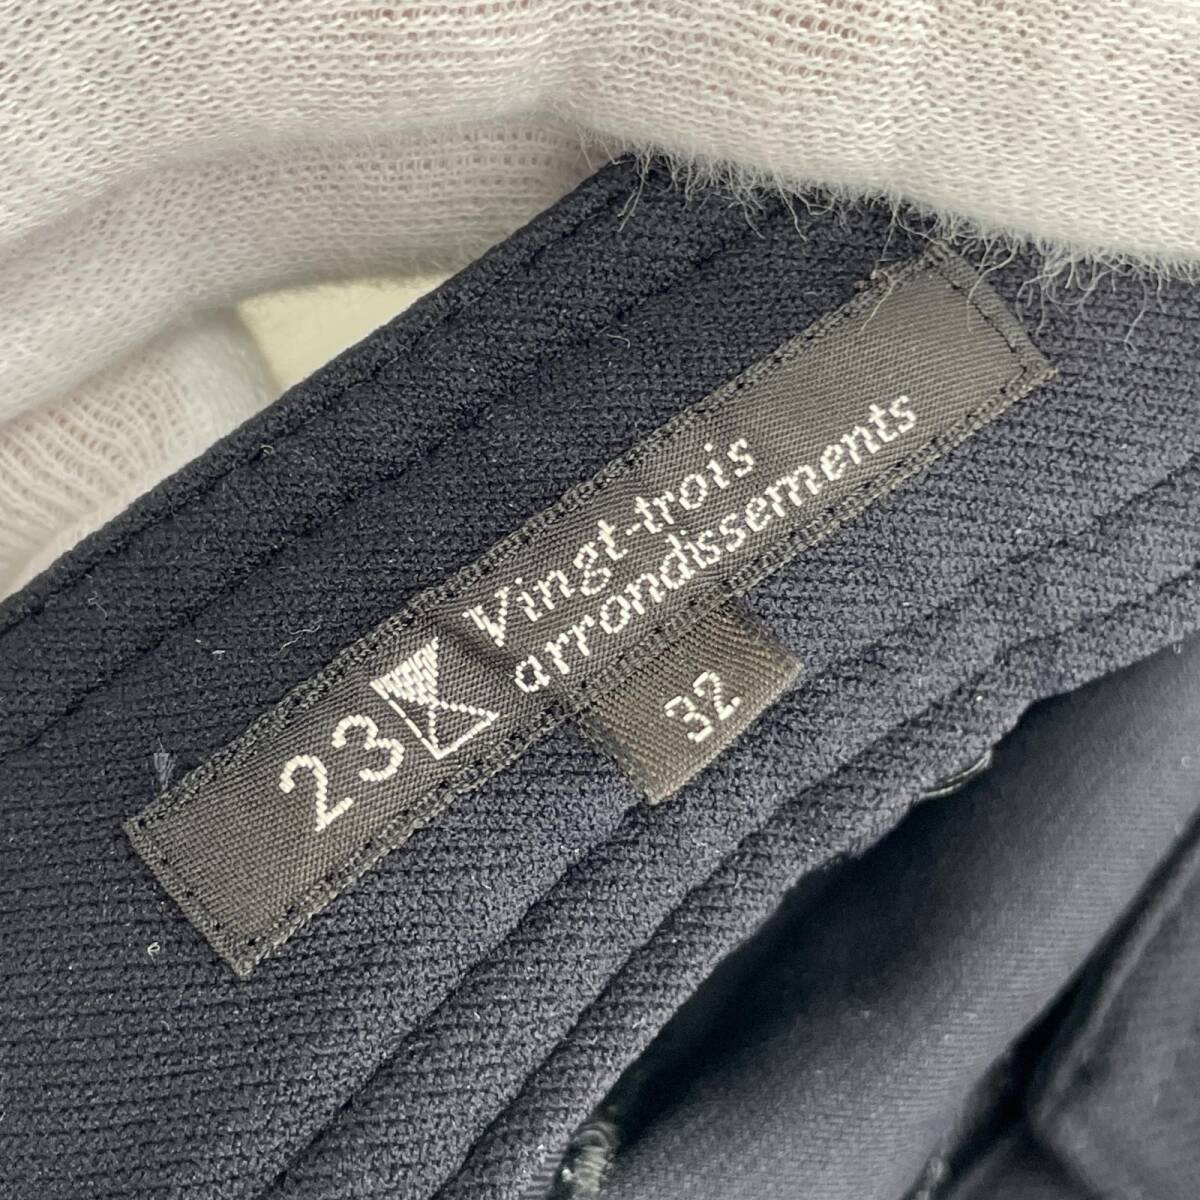 23
Vingt-trois
arrondissements
32